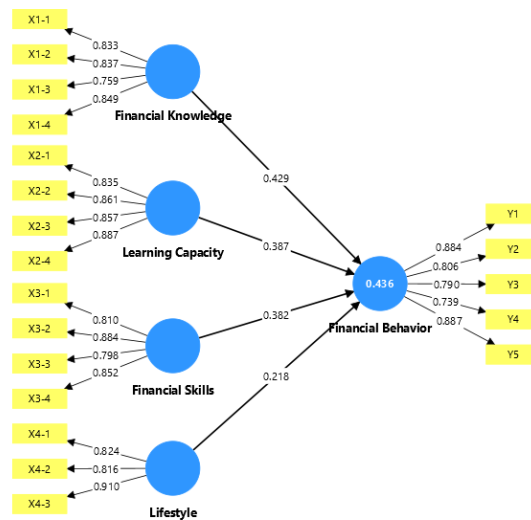 X1-1
X1-2
X1-3
X1-4
0.833
0.837
0.759
0.849
Financial Knowledge
X2-1
X2-2
X2-3
X2-4
0.835
0.861
0.857
0.887
Learning Capacity
X3-1
X3-2
X3-3
X3-4
0.810
0.884
0.798
0.852
Financial Skills
X4-1
X4-2
X4-3
0.824
0.816
0.910
Lifestyle
0.429
0.387
0.382
0.218
0.436
Financial Behavior
0.884
0.806
0.790
0.739
0.887
Y1
Y2
Y3
Y4
Y5